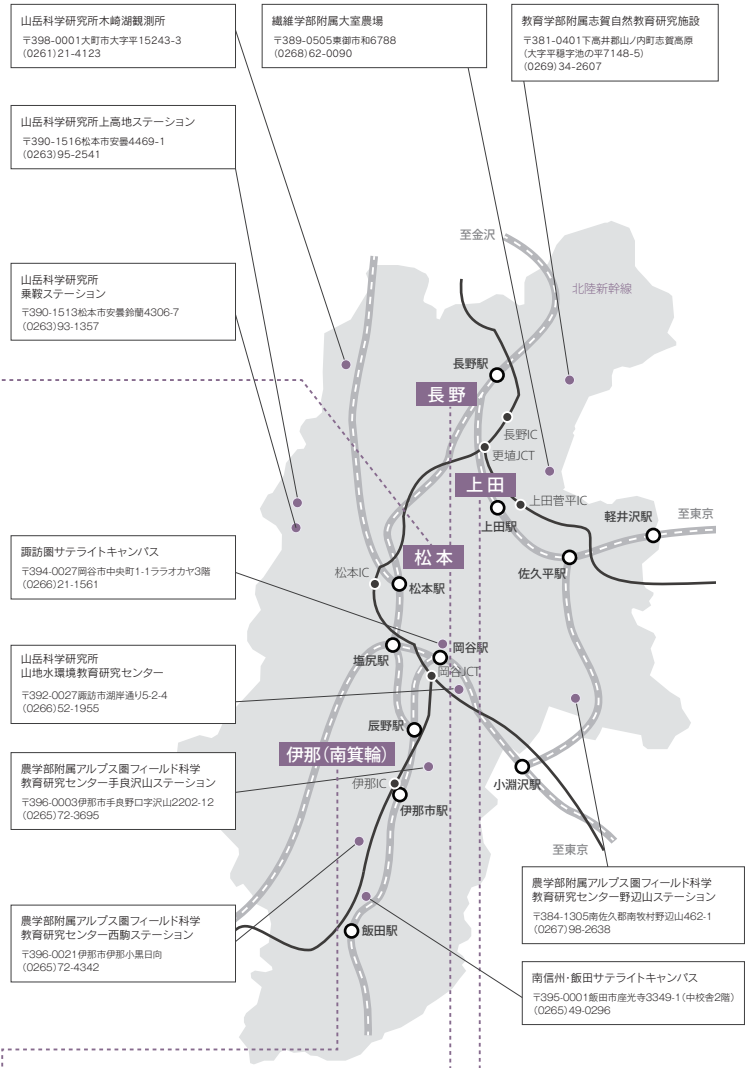 山岳科学研究所木崎湖観測所
〒398-0001大町市大字平15243-3
(0261)21-4123
繊維学部附属大室農場
〒389-0505東御市和6788
(0268)62-0090
教育学部附属志賀自然教育研究施設
〒381-0401下高井郡山ノ内町志賀高原
(大字平穏字池の平7148-5)
(0269)34-2607
山岳科学研究所上高地ステーション
〒390-1516松本市安曇4469-1
(0263)95-2541
山岳科学研究所
乗鞍ステーション
〒390-1513松本市安曇鈴蘭4306-7
(0263)93-1357
至金沢
北陸新幹線
長野駅
長野
長野IC
更埴JCT
上田
上田菅平IC
上田駅
軽井沢駅
至東京
佐久平駅
松本
松本IC
松本駅
諏訪圏サテライトキャンパス
〒394-0027岡谷市中央町1-1ララオカヤ3階
(0266)21-1561
塩尻駅
岡谷駅
岡谷JCT
山岳科学研究所
山地水環境教育研究センター
〒392-0027諏訪市湖岸通り5-2-4
(0266)52-1955
辰野駅
伊那(南箕輪)
伊那IC
伊那市駅
小淵沢駅
至東京
農学部附属アルプス圏フィールド科学
教育研究センター手良沢山ステーション
〒396-0003伊那市手良野口字沢山2202-12
(0265)72-3695
農学部附属アルプス圏フィールド科学
教育研究センター西駒ステーション
〒396-0021伊那市伊那小黒日向
(0265)72-4342
飯田駅
農学部附属アルプス圏フィールド科学
教育研究センター野辺山ステーション
〒384-1305南佐久郡南牧村野辺山462-1
(0267)98-2638
南信州・飯田サテライトキャンパス
〒395-0001飯田市座光寺3349-1(中校舎2階)
(0265)49-0296